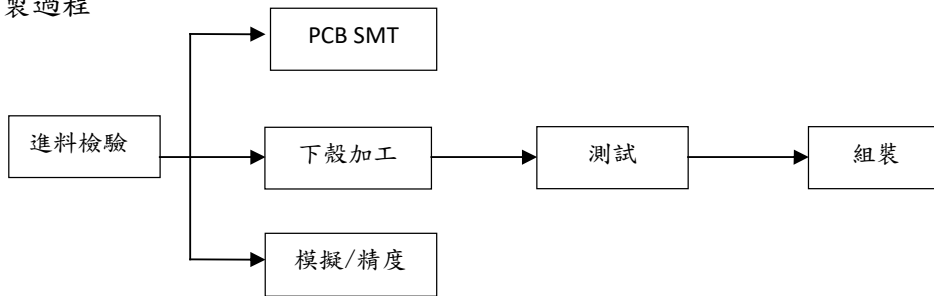 製過程
PCB SMT
進料檢驗
下殼加工
測試
組裝
模擬/精度